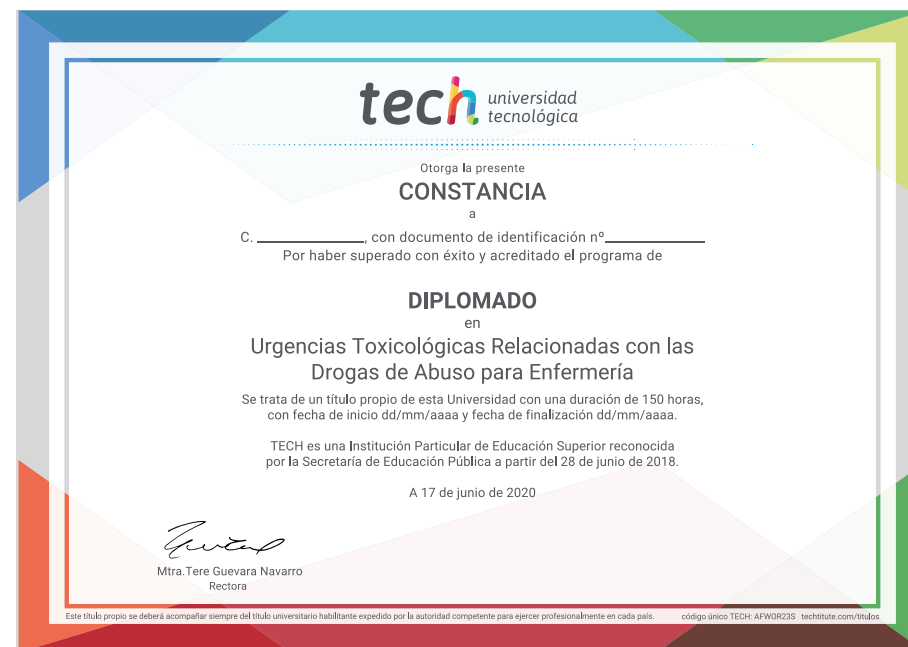 tech universidad
tecnológica
Otorga la presente
CONSTANCIA
a
C. ____________, con documento de identificación nº____________
Por haber superado con éxito y acreditado el programa de
DIPLOMADO
en
Urgencias Toxicológicas Relacionadas con las
Drogas de Abuso para Enfermería
Se trata de un título propio de esta Universidad con una duración de 150 horas,
con fecha de inicio dd/mm/aaaa y fecha de finalización dd/mm/aaaa.
TECH es una Institución Particular de Educación Superior reconocida
por la Secretaría de Educación Pública a partir del 28 de junio de 2018.
A 17 de junio de 2020
Mtra.Tere Guevara Navarro
Rectora
Este título propio se deberá acompañar siempre del título universitario habilitante expedido por la autoridad competente para ejercer profesionalmente en cada país. código único TECH: AFWOR23S techtitute.com/titulos